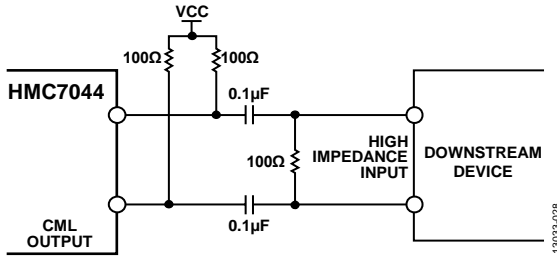 VCC
100Ω 100Ω
HMC7044
0.1µF
100Ω
HIGH
IMPEDANCE
INPUT
DOWNSTREAM
DEVICE
CML
OUTPUT
0.1µF
13033-028